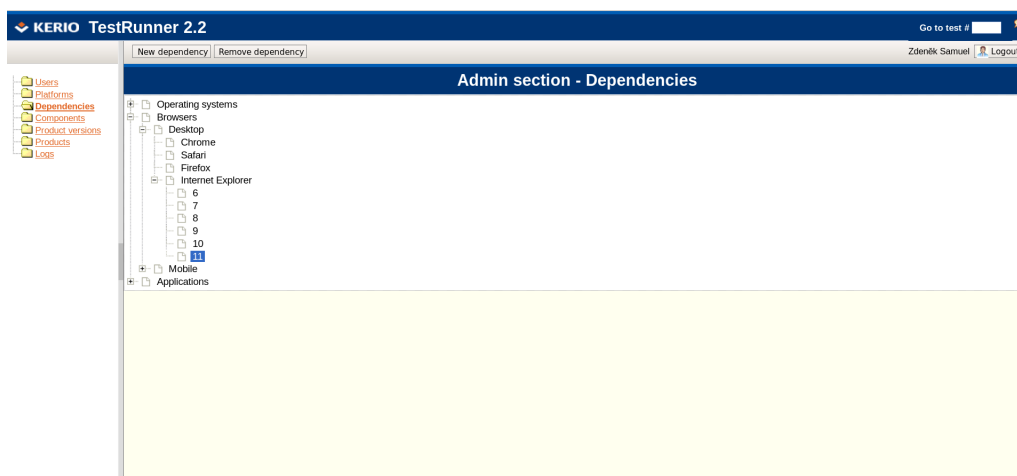 KERIO TestRunner 2.2
Go to test #
New dependency Remove dependency
Zdeněk Samuel Logout
Users
Platforms
Dependencies
Components
Product versions
Products
Logs
Admin section - Dependencies
Operating systems
Browsers
Desktop
Chrome
Safari
Firefox
Internet Explorer
6
7
8
9
10
11
Mobile
Applications